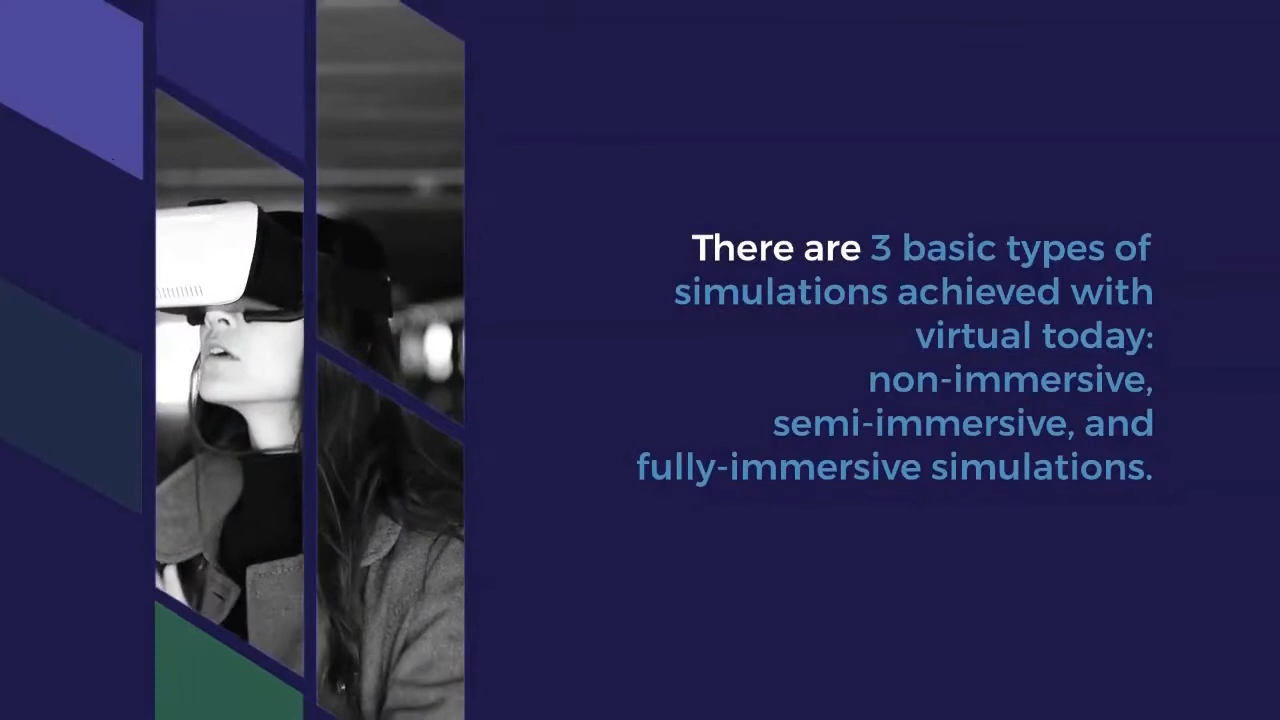 There are 3 basic types of
simulations achieved with
virtual today:
non-immersive,
semi-immersive, and
fully-immersive simulations.